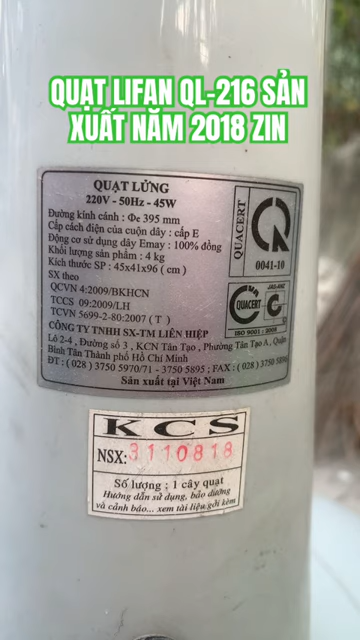 QUẠT LIFAN QL-216 SẢN
XUẤT NĂM 2018 ZIN
QUẠT LỬNG
220V - 50Hz - 45W
Đường kính cánh : Φe 395 mm
Cấp cách điện của cuộn dây : cấp E
Động cơ sử dụng dây Emay : 100% đồng
Khối lượng sản phẩm : 4 kg
Kích thước SP : 45x41x96 ( cm )
SX theo
QCVN 4:2009/BKHCN
TCCS 09:2009/LH
TCVN 5699-2-80:2007 ( T )
QUACERT
0041-10
QUACERT
JAS-ANZ
ISO 9001 : 2008
CÔNG TY TNHH SX-TM LIÊN HIỆP
Lô 2-4 , Đường số 3 , KCN Tân Tạo , Phường Tân Tạo A , Quận
Bình Tân Thành phố Hồ Chí Minh
ĐT : ( 028 ) 3750 5970/71 - 3750 5895 ; FAX : ( 028 ) 3750 5896
Sản xuất tại Việt Nam
KCS
NSX: 3110818
Số lượng : 1 cây quạt
Hướng dẫn sử dụng, bảo dưỡng
và cảnh báo... xem tài liệu gởi kèm